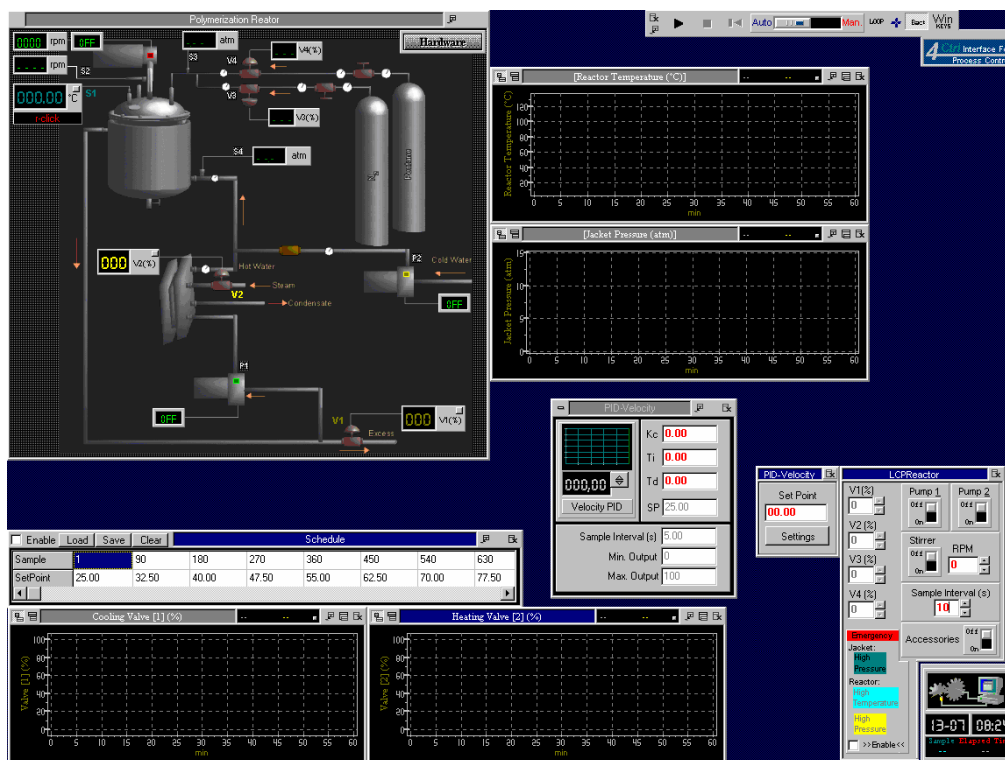 Polymerization Reator
0000 rpm
OFF
---- rpm
S2
000.00 °C
S1
i-click
S3
--- atm
V4
V4(%)
V3
V3(%)
Hardware
S4
--- atm
N2
000 V2(%)
Hot Water
Steam
V2
Condensate
P2
Cold Water
OFF
P1
OFF
V1
000 V1(%)
Excess
Auto
Man.
LOOP
Bact
Win
KEYS
4 Ctrl Interface Fo
Process Contro
[Reactor Temperature (°C)]
Reactor Temperature (°C)
120
100
80
60
40
20
0
0 5 10 15 20 25 30 35 40 45 50 55 60
min
[Jacket Pressure (atm)]
Jacket Pressure (atm)
15
10
5
0
0 5 10 15 20 25 30 35 40 45 50 55 60
min
PID-Velocity
Kc 0.00
Ti 0.00
Td 0.00
000,00
Velocity PID
SP 25.00
Sample Interval (s) 5.00
Min. Output 0
Max. Output 100
PID-Velocity
Set Point
00.00
Settings
LCPReactor
V1(%)
0
V2 (%)
0
V3 (%)
0
V4 (%)
0
Pump 1
Off
On
Pump 2
Off
On
Stirrer
Off
On
RPM
0
Sample Interval (s)
10
Accessories
Off
On
Emergency
Jacket:
High
Pressure
Reactor:
High
Temperature
High
Pressure
>>Enable<<
13-07
08:24
Sample Elapsed Tim
Enable Load Save Clear Schedule
Sample 1 90 180 270 360 450 540 630
SetPoint 25.00 32.50 40.00 47.50 55.00 62.50 70.00 77.50
Cooling Valve [1] (%)
Valve [1] (%)
100
80
60
40
20
0
0 5 10 15 20 25 30 35 40 45 50 55 60
min
Heating Valve [2] (%)
Valve [2] (%)
100
80
60
40
20
0
0 5 10 15 20 25 30 35 40 45 50 55 60
min